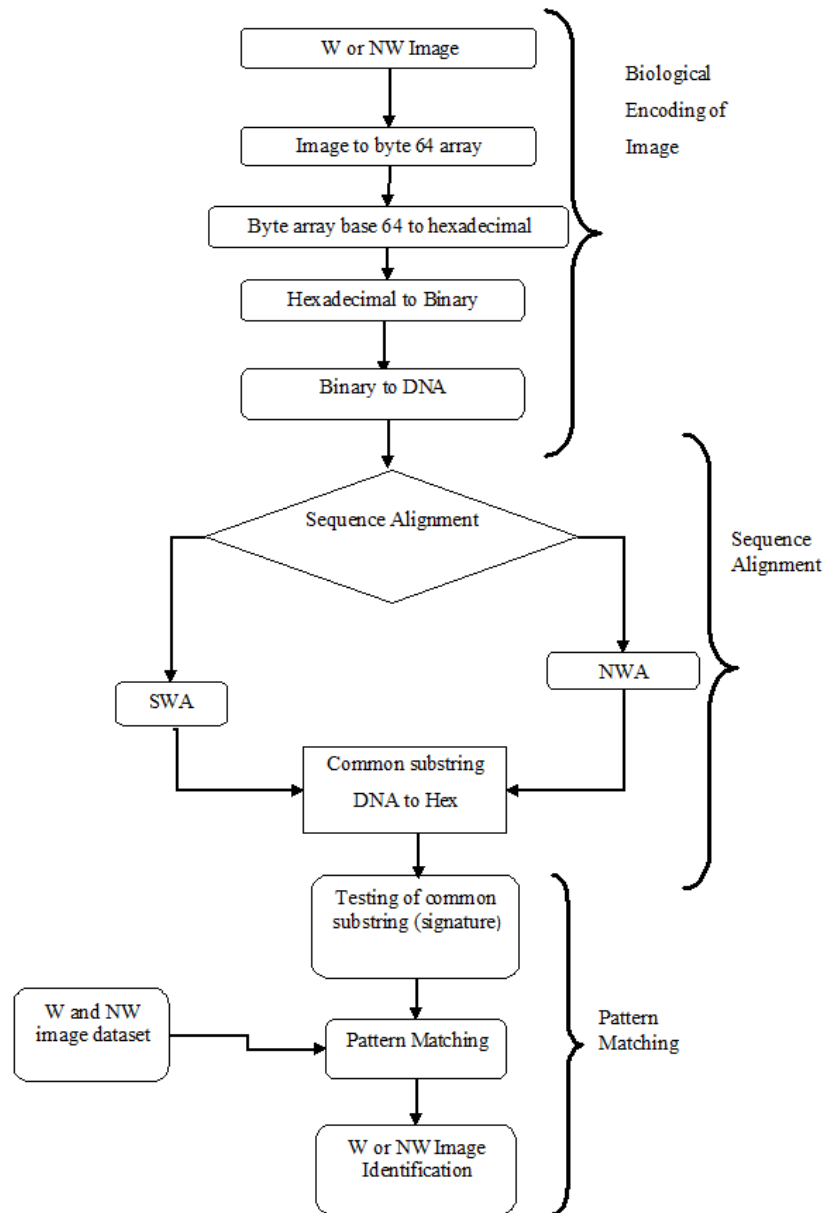 W or NW Image
Biological
Encoding of
Image
Image to byte 64 array
Byte array base 64 to hexadecimal
Hexadecimal to Binary
Binary to DNA
Sequence Alignment
Sequence
Alignment
SWA
NWA
Common substring
DNA to Hex
Testing of common
substring (signature)
W and NW
image dataset
Pattern Matching
Pattern
Matching
W or NW Image
Identification